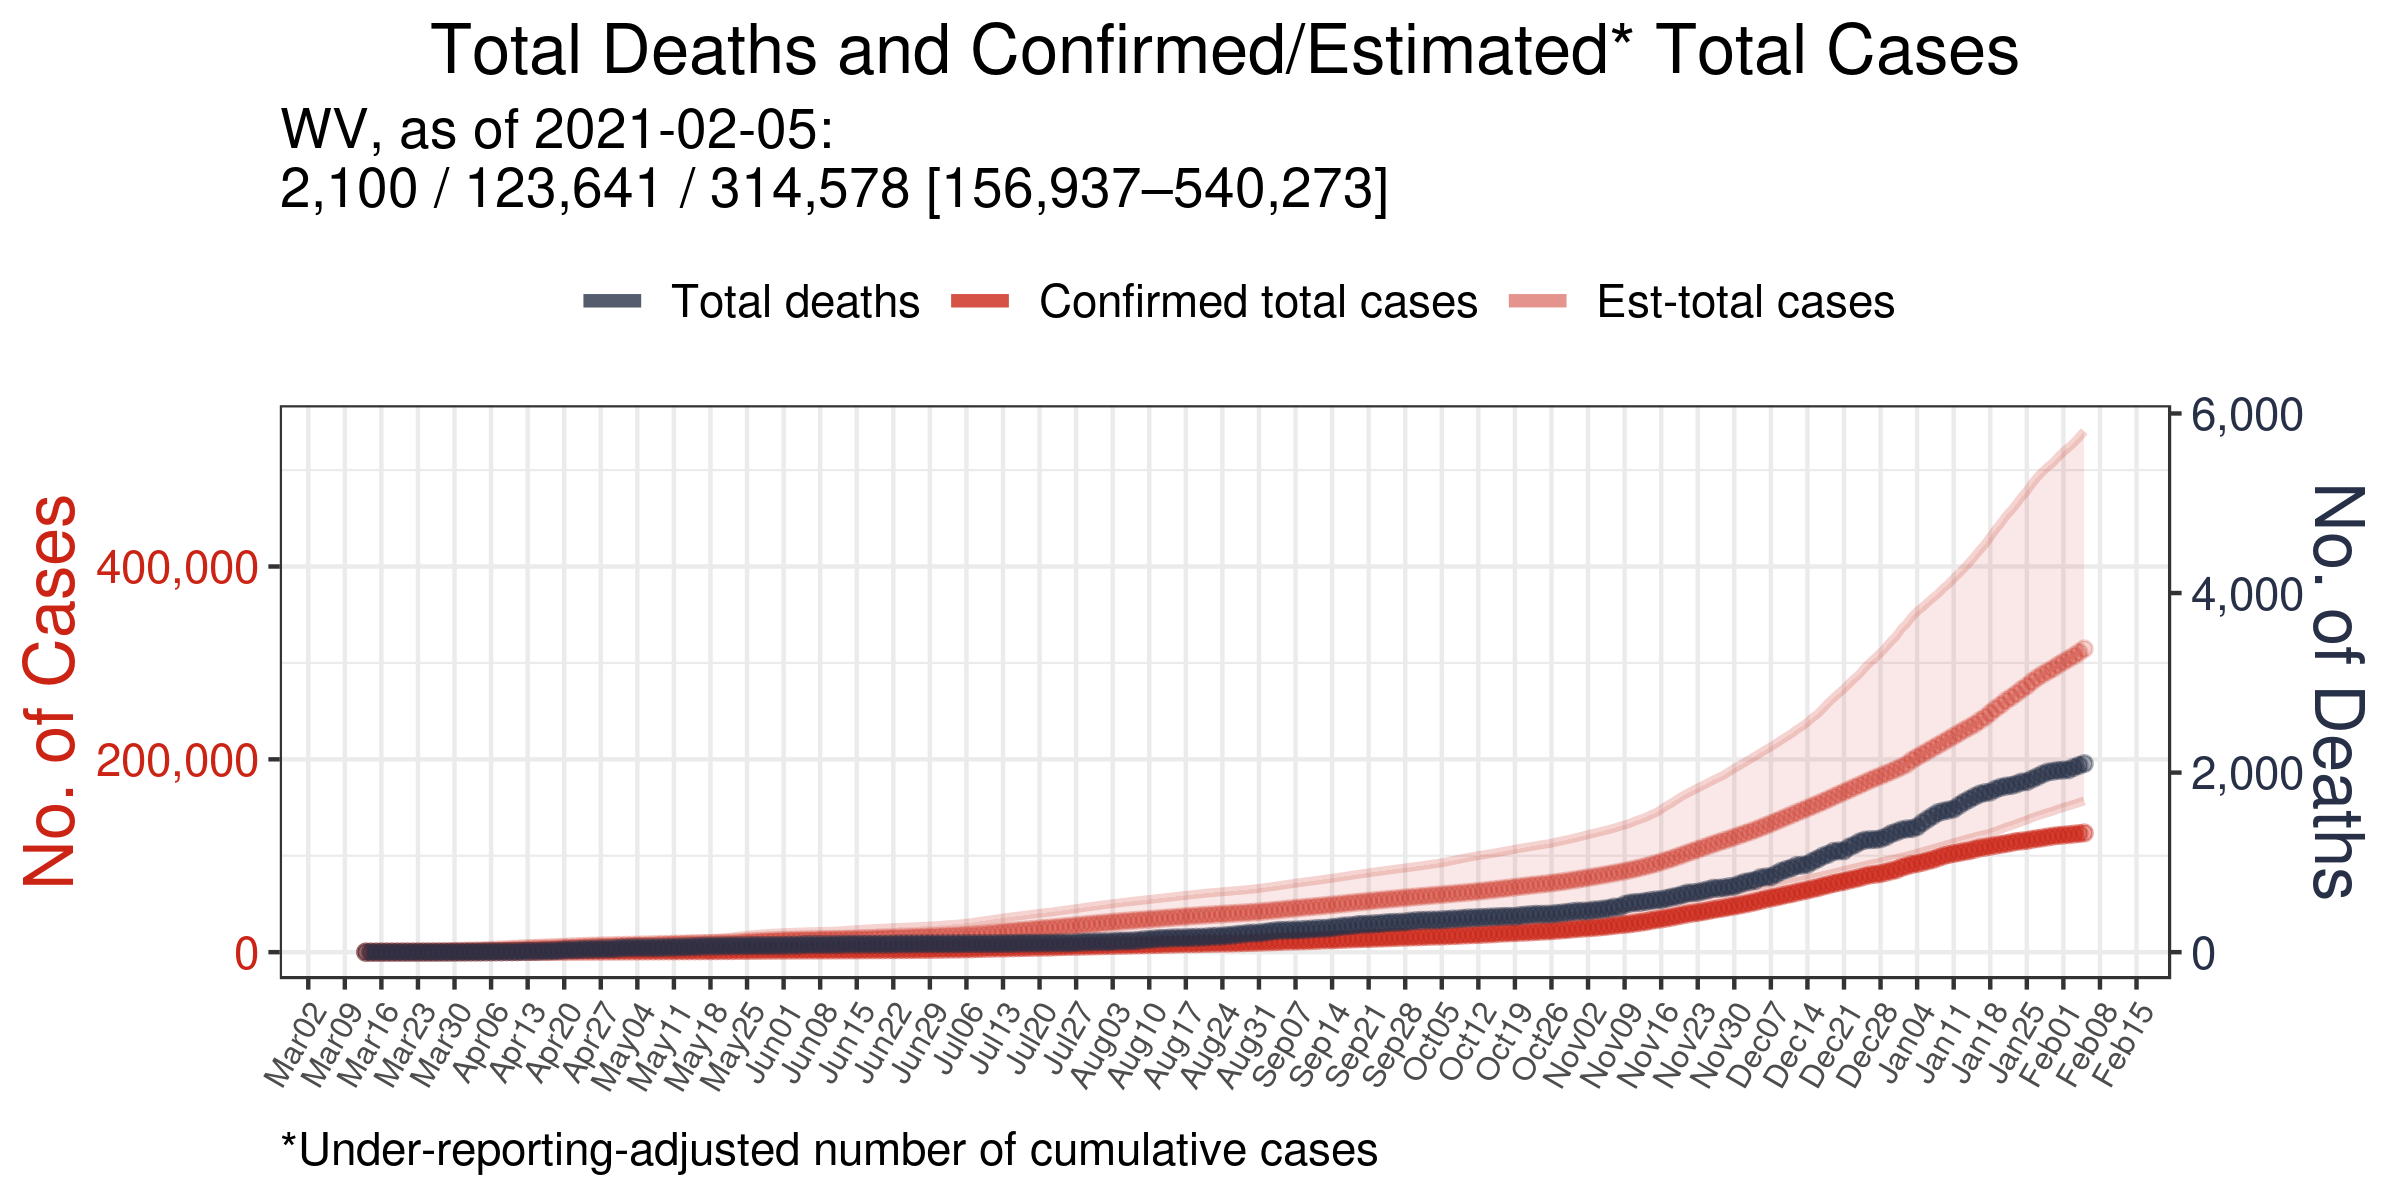 Total Deaths and Confirmed/Estimated* Total Cases
WV, as of 2021-02-05:
2,100 / 123,641 / 314,578 [156,937–540,273]
Total deaths
Confirmed total cases
Est-total cases
No. of Cases
400,000
200,000
0
6,000
4,000
2,000
0
No. of Deaths
Mar02
Mar09
Mar16
Mar23
Mar30
Apr06
Apr13
Apr20
Apr27
May04
May11
May18
May25
Jun01
Jun08
Jun15
Jun22
Jun29
Jul06
Jul13
Jul20
Jul27
Aug03
Aug10
Aug17
Aug24
Aug31
Sep07
Sep14
Sep21
Sep28
Oct05
Oct12
Oct19
Oct26
Nov02
Nov09
Nov16
Nov23
Nov30
Dec07
Dec14
Dec21
Dec28
Jan04
Jan11
Jan18
Jan25
Feb01
Feb08
Feb15
*Under-reporting-adjusted number of cumulative cases